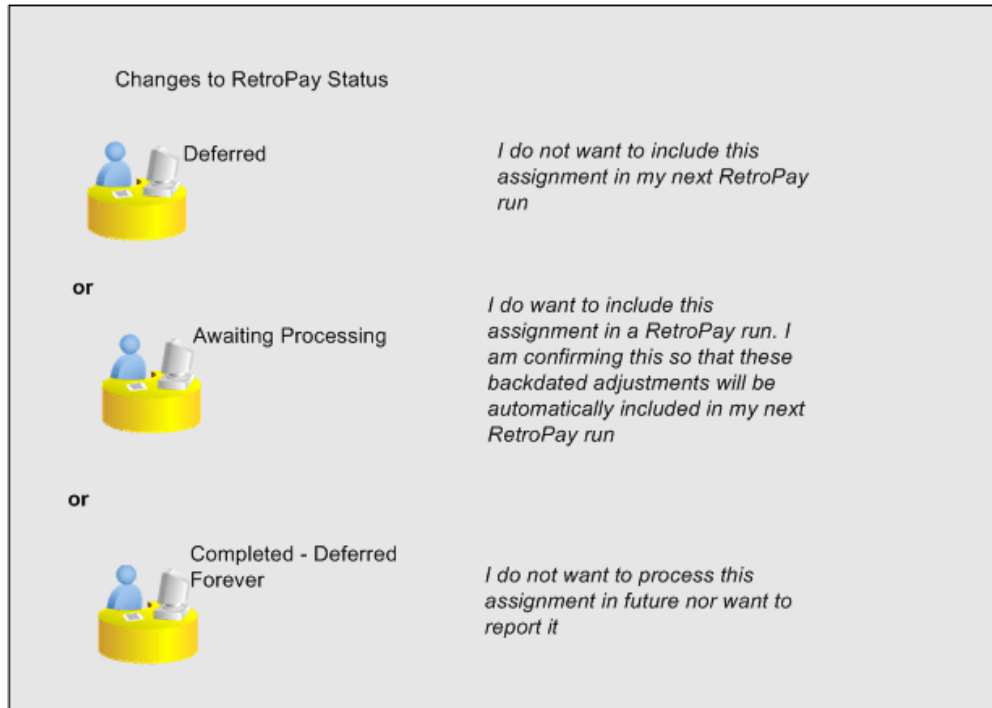 Changes to RetroPay Status
Deferred
I do not want to include this
assignment in my next RetroPay
run
or
Awaiting Processing
I do want to include this
assignment in a RetroPay run. I
am confirming this so that these
backdated adjustments will be
automatically included in my next
RetroPay run
or
Completed - Deferred
Forever
I do not want to process this
assignment in future nor want to
report it